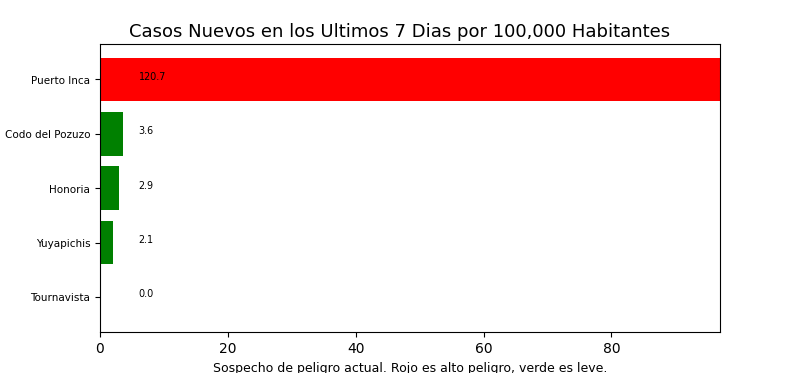 Casos Nuevos en los Ultimos 7 Dias por 100,000 Habitantes
Puerto Inca 120.7
Codo del Pozuzo 3.6
Honoria 2.9
Yuyapichis 2.1
Tournavista 0.0
0 20 40 60 80
Sospecho de peligro actual. Rojo es alto peligro, verde es leve.